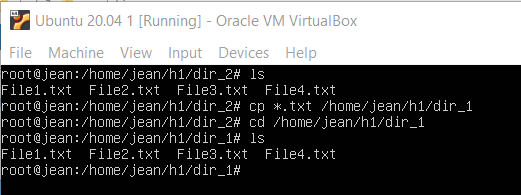 Ubuntu 20.04 1 [Running] - Oracle VM VirtualBox
File Machine View Input Devices Help
root@jean:/home/jean/h1/dir_2# ls
File1.txt  File2.txt  File3.txt  File4.txt
root@jean:/home/jean/h1/dir_2# cp *.txt /home/jean/h1/dir_1
root@jean:/home/jean/h1/dir_2# cd /home/jean/h1/dir_1
root@jean:/home/jean/h1/dir_1# ls
File1.txt  File2.txt  File3.txt  File4.txt
root@jean:/home/jean/h1/dir_1#